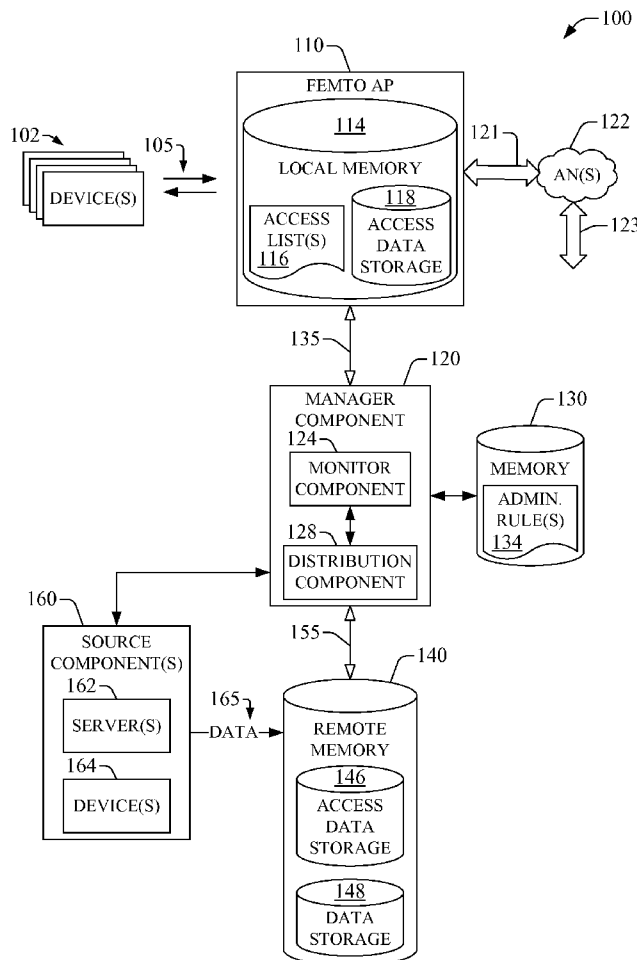 100
110
FEMTO AP
102
105
114
121
122
DEVICE(S)
LOCAL MEMORY
AN(S)
ACCESS
LIST(S)
116
118
ACCESS
DATA
STORAGE
123
135
120
MANAGER
COMPONENT
124
MONITOR
COMPONENT
130
MEMORY
ADMIN.
RULE(S)
134
128
DISTRIBUTION
COMPONENT
160
155
140
SOURCE
COMPONENT(S)
162
SERVER(S)
165
DATA
164
DEVICE(S)
REMOTE
MEMORY
146
ACCESS
DATA
STORAGE
148
DATA
STORAGE